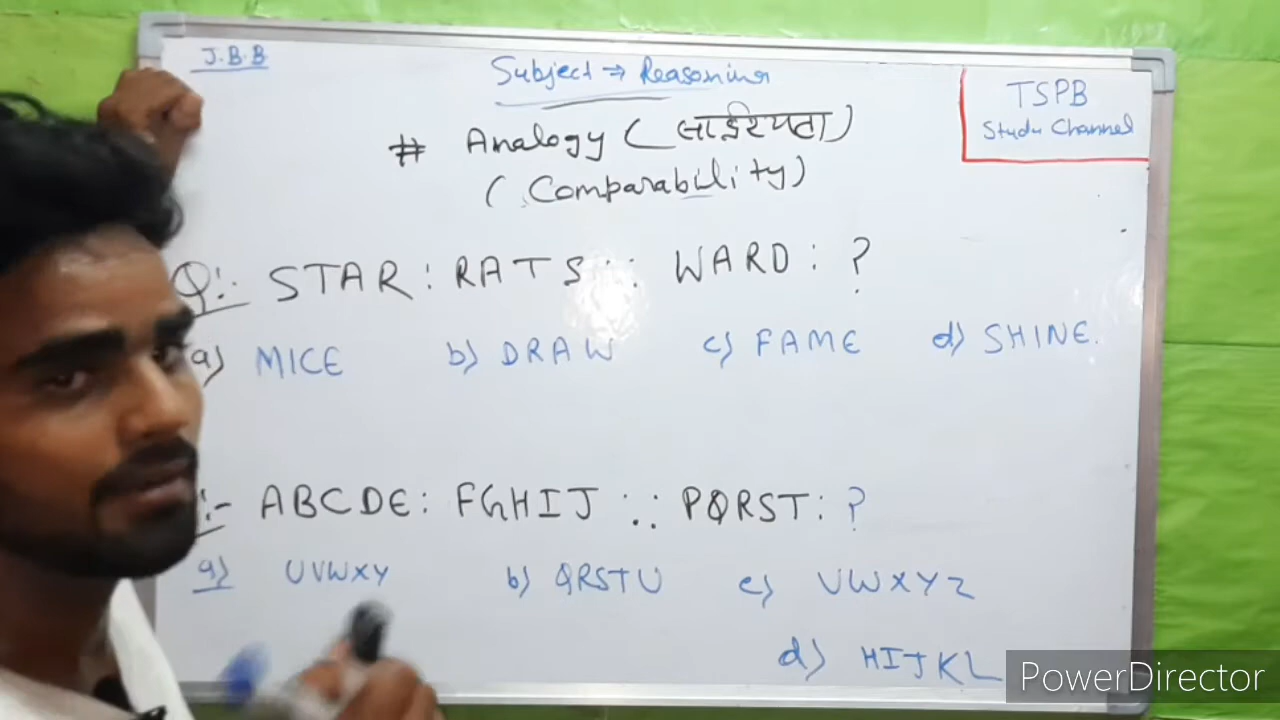 J.B.B
Subject → Reasoning
TSPB
Study Channel
# Analogy (
(Comparability)
Q:- STAR : RATS :: WARD : ?
a) MICE b) DRAW c) FAME d) SHINE.
:- ABCDE : FGHIJ :: PQRST : ?
a) UVWXY b) QRSTU c) VWXYZ
d) HIJKL
PowerDirector